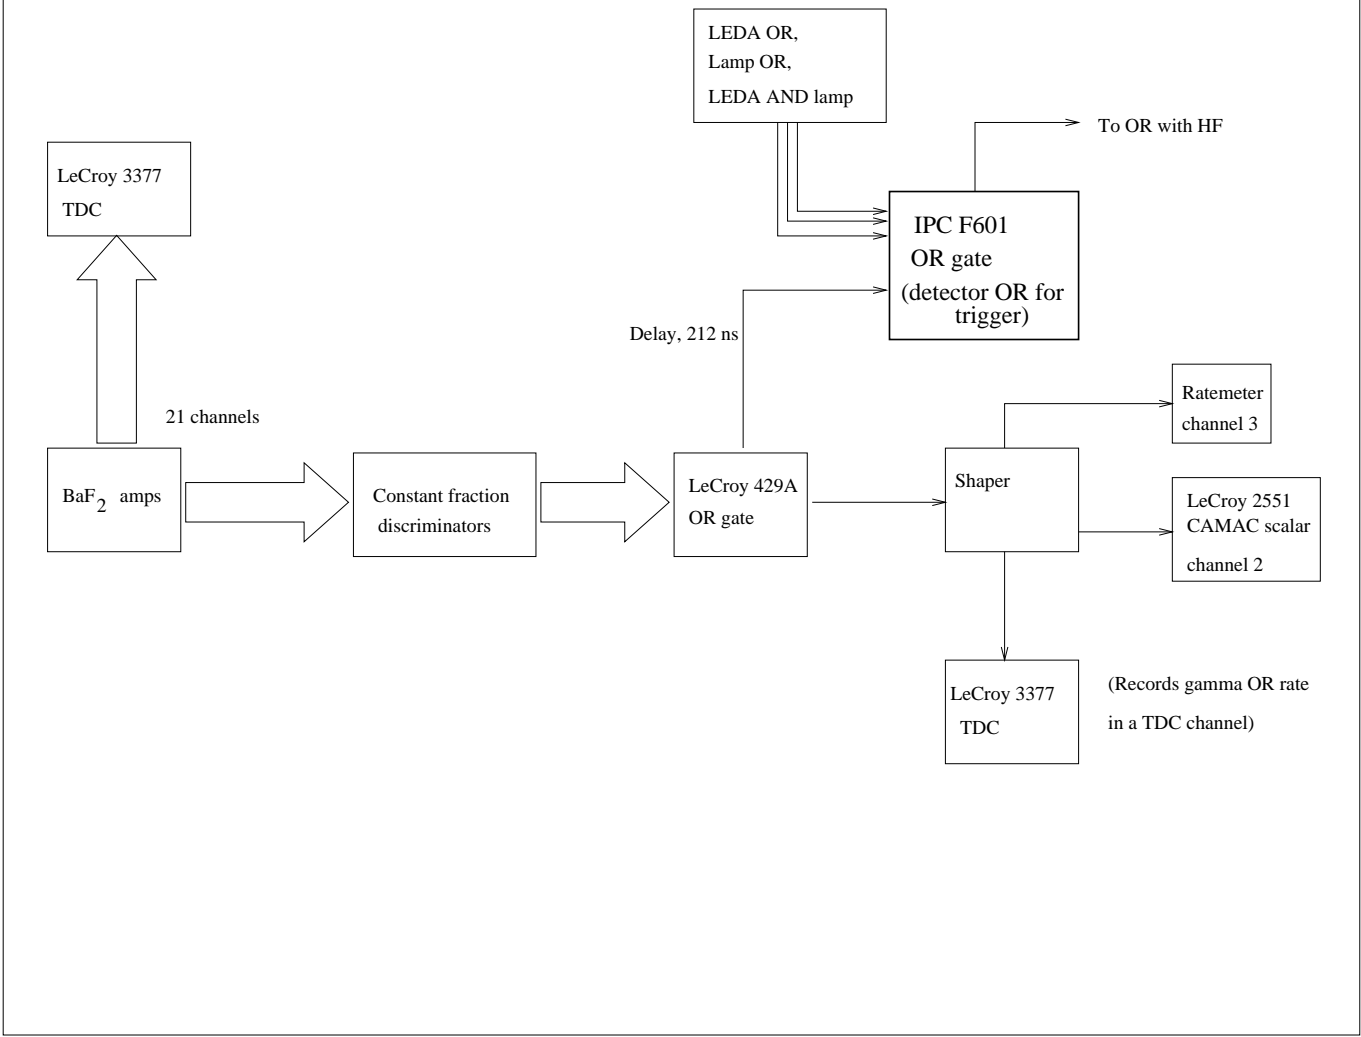 LEDA OR,
Lamp OR,
LEDA AND lamp
To OR with HF
LeCroy 3377
TDC
IPC F601
OR gate
(detector OR for
trigger)
Delay, 212 ns
21 channels
Ratemeter
channel 3
BaF2 amps
Constant fraction
discriminators
LeCroy 429A
OR gate
Shaper
LeCroy 2551
CAMAC scalar
channel 2
LeCroy 3377
TDC
(Records gamma OR rate
in a TDC channel)